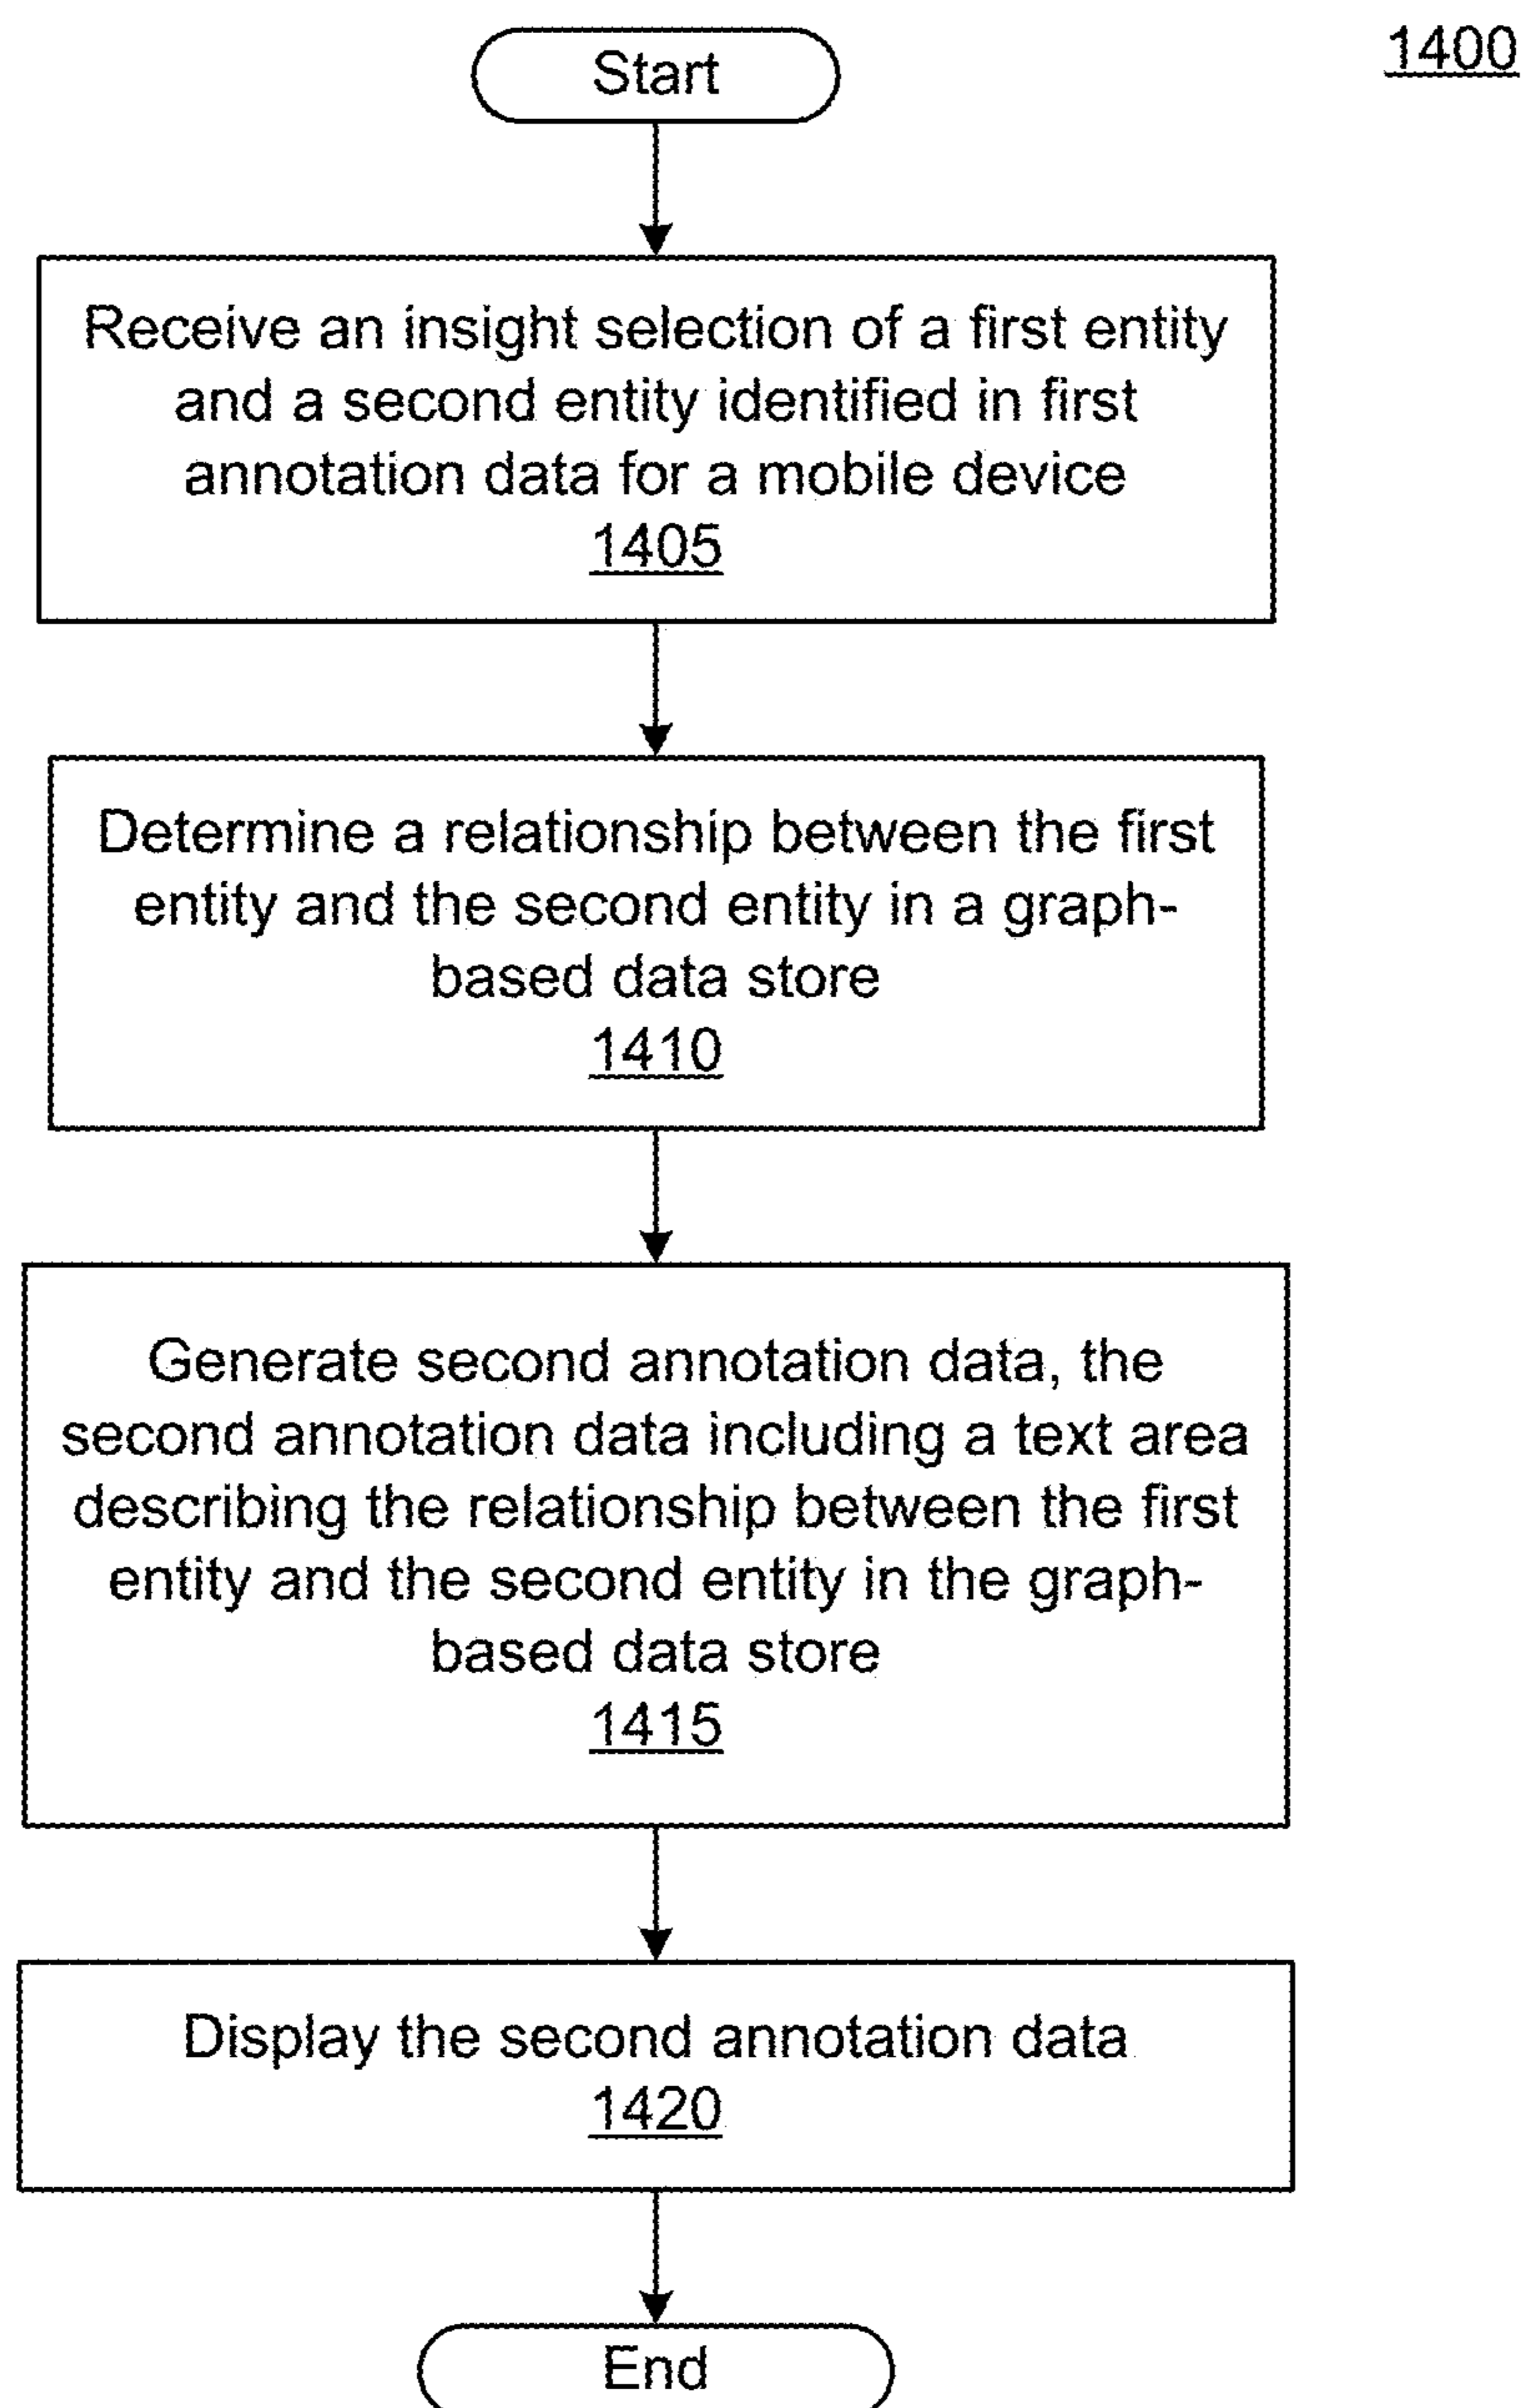 1400
Start
Receive an insight selection of a first entity
and a second entity identified in first
annotation data for a mobile device
1405
Determine a relationship between the first
entity and the second entity in a graph-
based data store
1410
Generate second annotation data, the
second annotation data including a text area
describing the relationship between the first
entity and the second entity in the graph-
based data store
1415
Display the second annotation data
1420
End